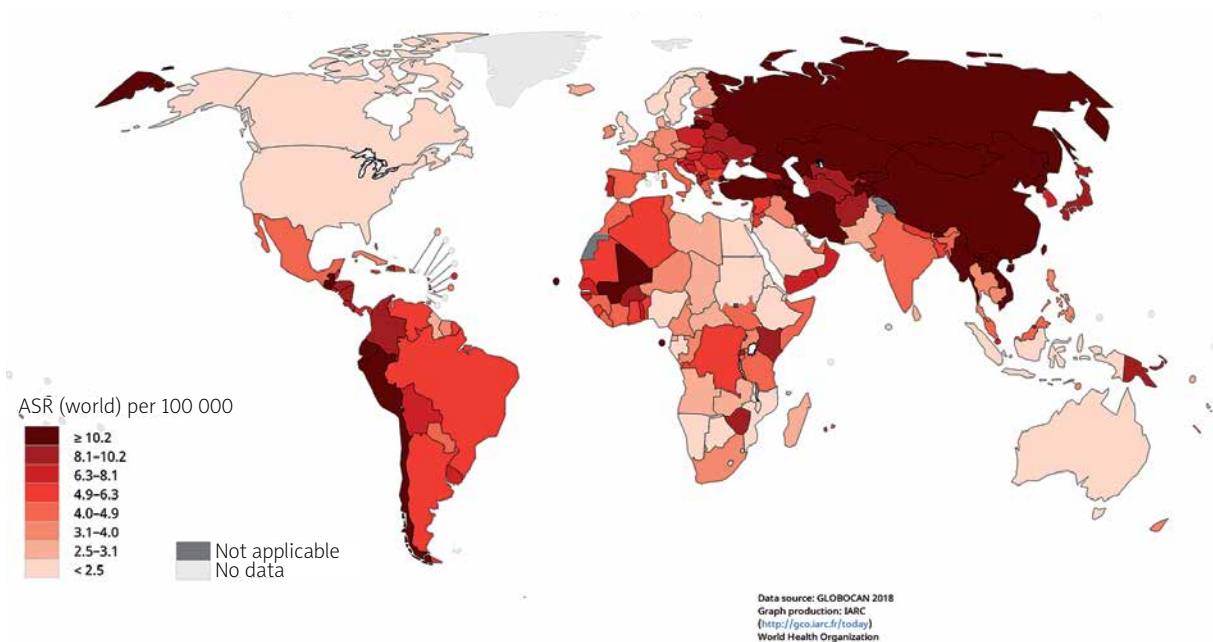 ASR (world) per 100 000
≥ 10.2
8.1–10.2
6.3–8.1
4.9–6.3
4.0–4.9
3.1–4.0
2.5–3.1
< 2.5
Not applicable
No data
Data source: GLOBOCAN 2018
Graph production: IARC
(http://gco.iarc.fr/today)
World Health Organization